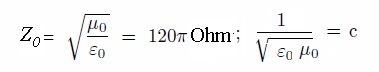 Z₀ = √(μ₀/ε₀) = 120π Ohm ; 1/√(ε₀ μ₀) = c